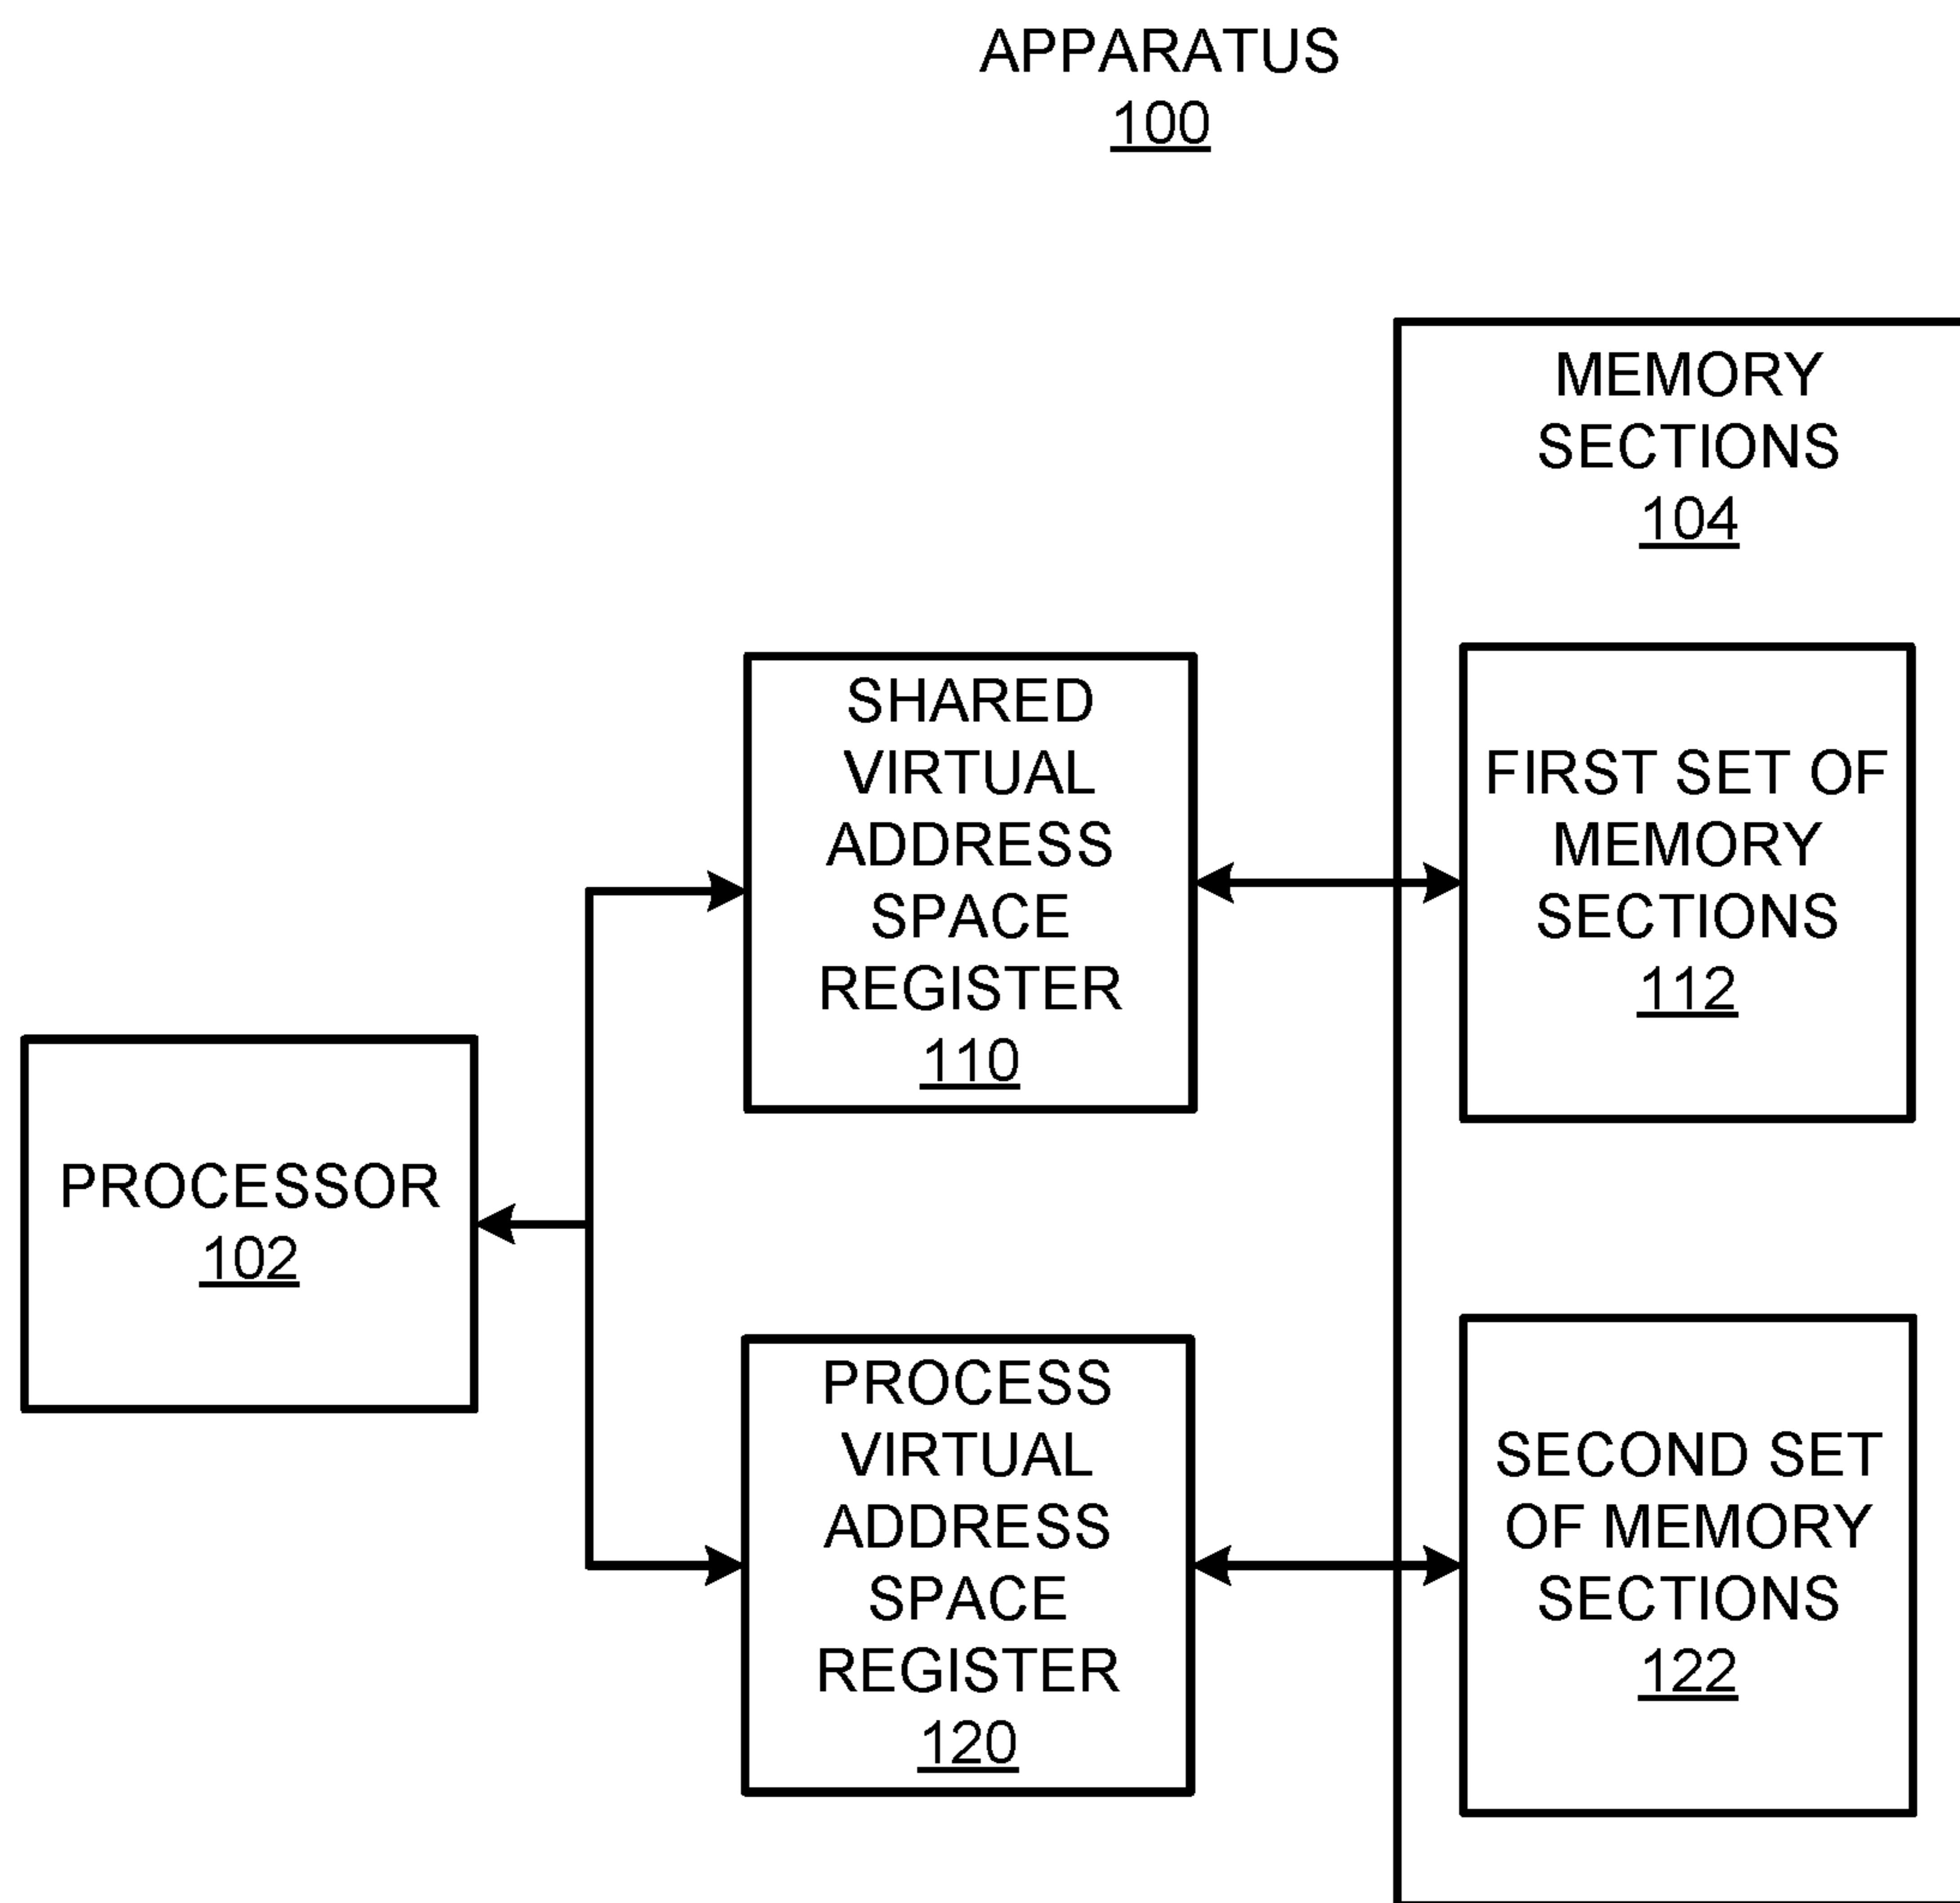 APPARATUS
100
MEMORY
SECTIONS
104
SHARED
VIRTUAL
ADDRESS
SPACE
REGISTER
110
FIRST SET OF
MEMORY
SECTIONS
112
PROCESSOR
102
PROCESS
VIRTUAL
ADDRESS
SPACE
REGISTER
120
SECOND SET
OF MEMORY
SECTIONS
122